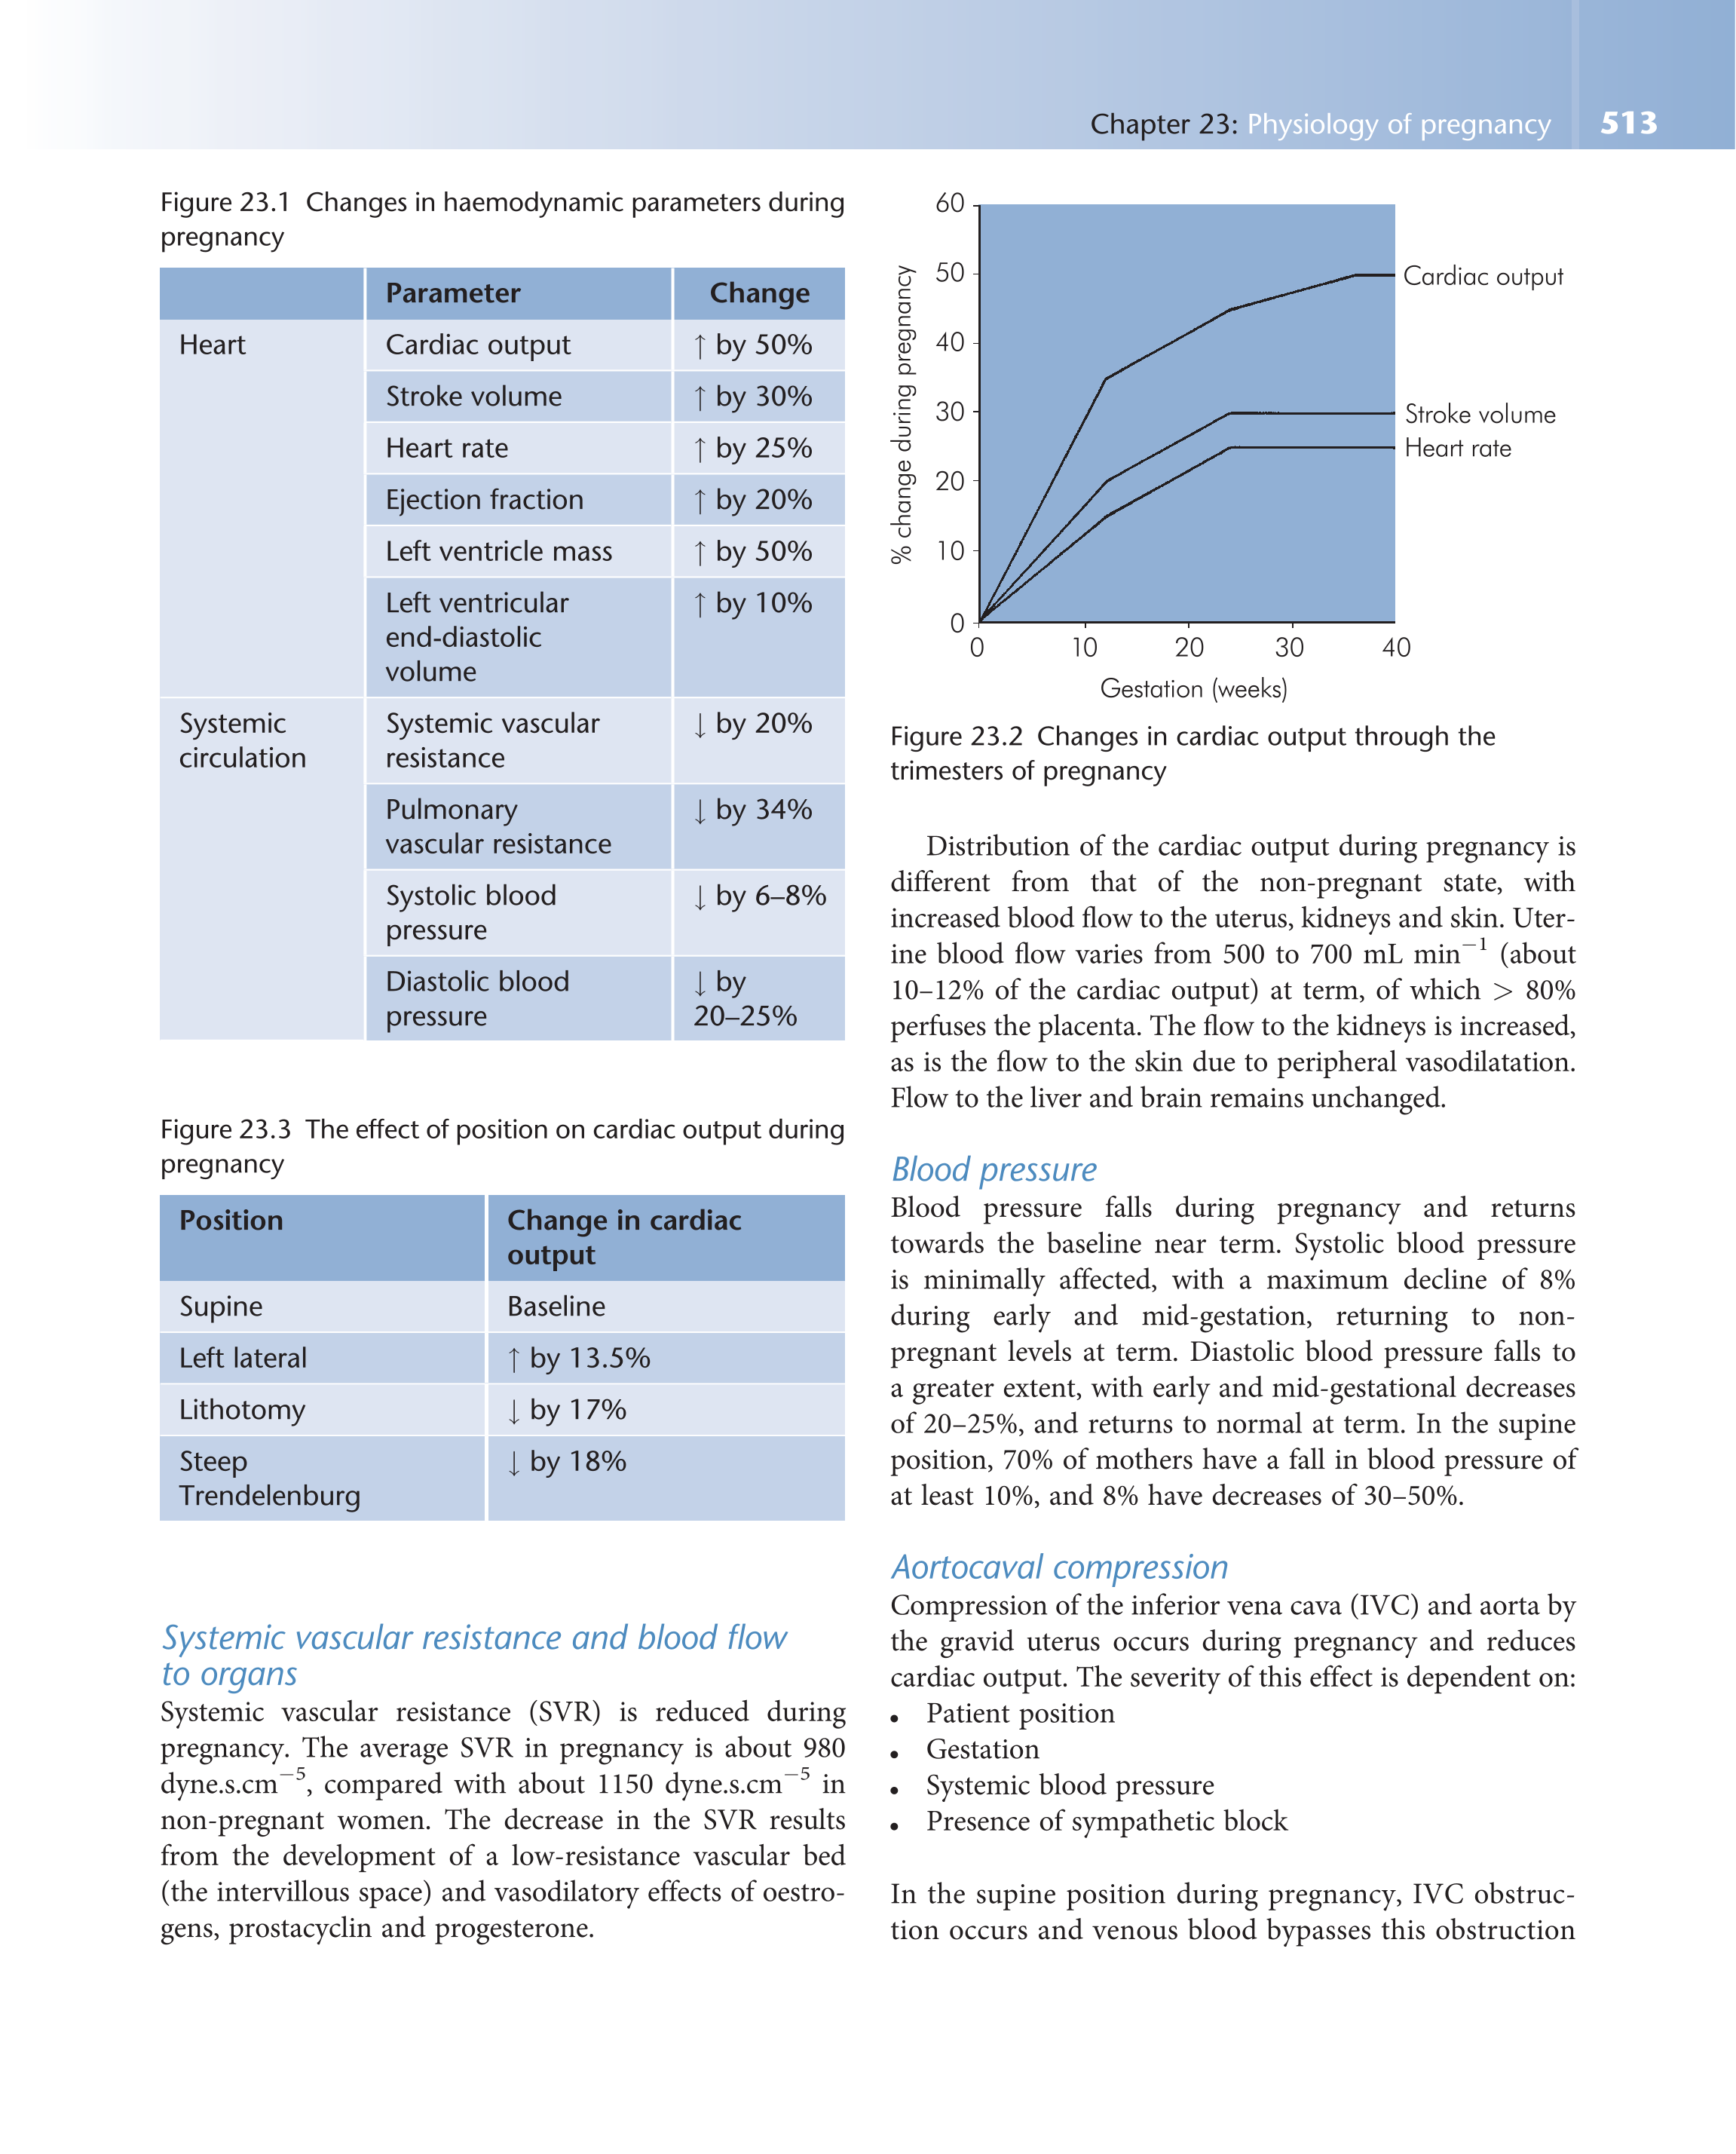 Chapter 23: Physiology of pregnancy 513
Figure 23.1 Changes in haemodynamic parameters during
pregnancy
Parameter Change
Heart Cardiac output ↑ by 50%
Stroke volume ↑ by 30%
Heart rate ↑ by 25%
Ejection fraction ↑ by 20%
Left ventricle mass ↑ by 50%
Left ventricular ↑ by 10%
end-diastolic
volume
Systemic Systemic vascular ↓ by 20%
circulation resistance
Pulmonary ↓ by 34%
vascular resistance
Systolic blood ↓ by 6–8%
pressure
Diastolic blood ↓ by
pressure 20–25%
Figure 23.3 The effect of position on cardiac output during
pregnancy
Position Change in cardiac
output
Supine Baseline
Left lateral ↑ by 13.5%
Lithotomy ↓ by 17%
Steep ↓ by 18%
Trendelenburg
Systemic vascular resistance and blood flow
to organs
Systemic vascular resistance (SVR) is reduced during
pregnancy. The average SVR in pregnancy is about 980
dyne.s.cm⁻⁵, compared with about 1150 dyne.s.cm⁻⁵ in
non-pregnant women. The decrease in the SVR results
from the development of a low-resistance vascular bed
(the intervillous space) and vasodilatory effects of oestro-
gens, prostacyclin and progesterone.
% change during pregnancy
60
50
40
30
20
10
0
Cardiac output
Stroke volume
Heart rate
0 10 20 30 40
Gestation (weeks)
Figure 23.2 Changes in cardiac output through the
trimesters of pregnancy
Distribution of the cardiac output during pregnancy is
different from that of the non-pregnant state, with
increased blood flow to the uterus, kidneys and skin. Uter-
ine blood flow varies from 500 to 700 mL min⁻¹ (about
10–12% of the cardiac output) at term, of which > 80%
perfuses the placenta. The flow to the kidneys is increased,
as is the flow to the skin due to peripheral vasodilatation.
Flow to the liver and brain remains unchanged.
Blood pressure
Blood pressure falls during pregnancy and returns
towards the baseline near term. Systolic blood pressure
is minimally affected, with a maximum decline of 8%
during early and mid-gestation, returning to non-
pregnant levels at term. Diastolic blood pressure falls to
a greater extent, with early and mid-gestational decreases
of 20–25%, and returns to normal at term. In the supine
position, 70% of mothers have a fall in blood pressure of
at least 10%, and 8% have decreases of 30–50%.
Aortocaval compression
Compression of the inferior vena cava (IVC) and aorta by
the gravid uterus occurs during pregnancy and reduces
cardiac output. The severity of this effect is dependent on:
• Patient position
• Gestation
• Systemic blood pressure
• Presence of sympathetic block
In the supine position during pregnancy, IVC obstruc-
tion occurs and venous blood bypasses this obstruction